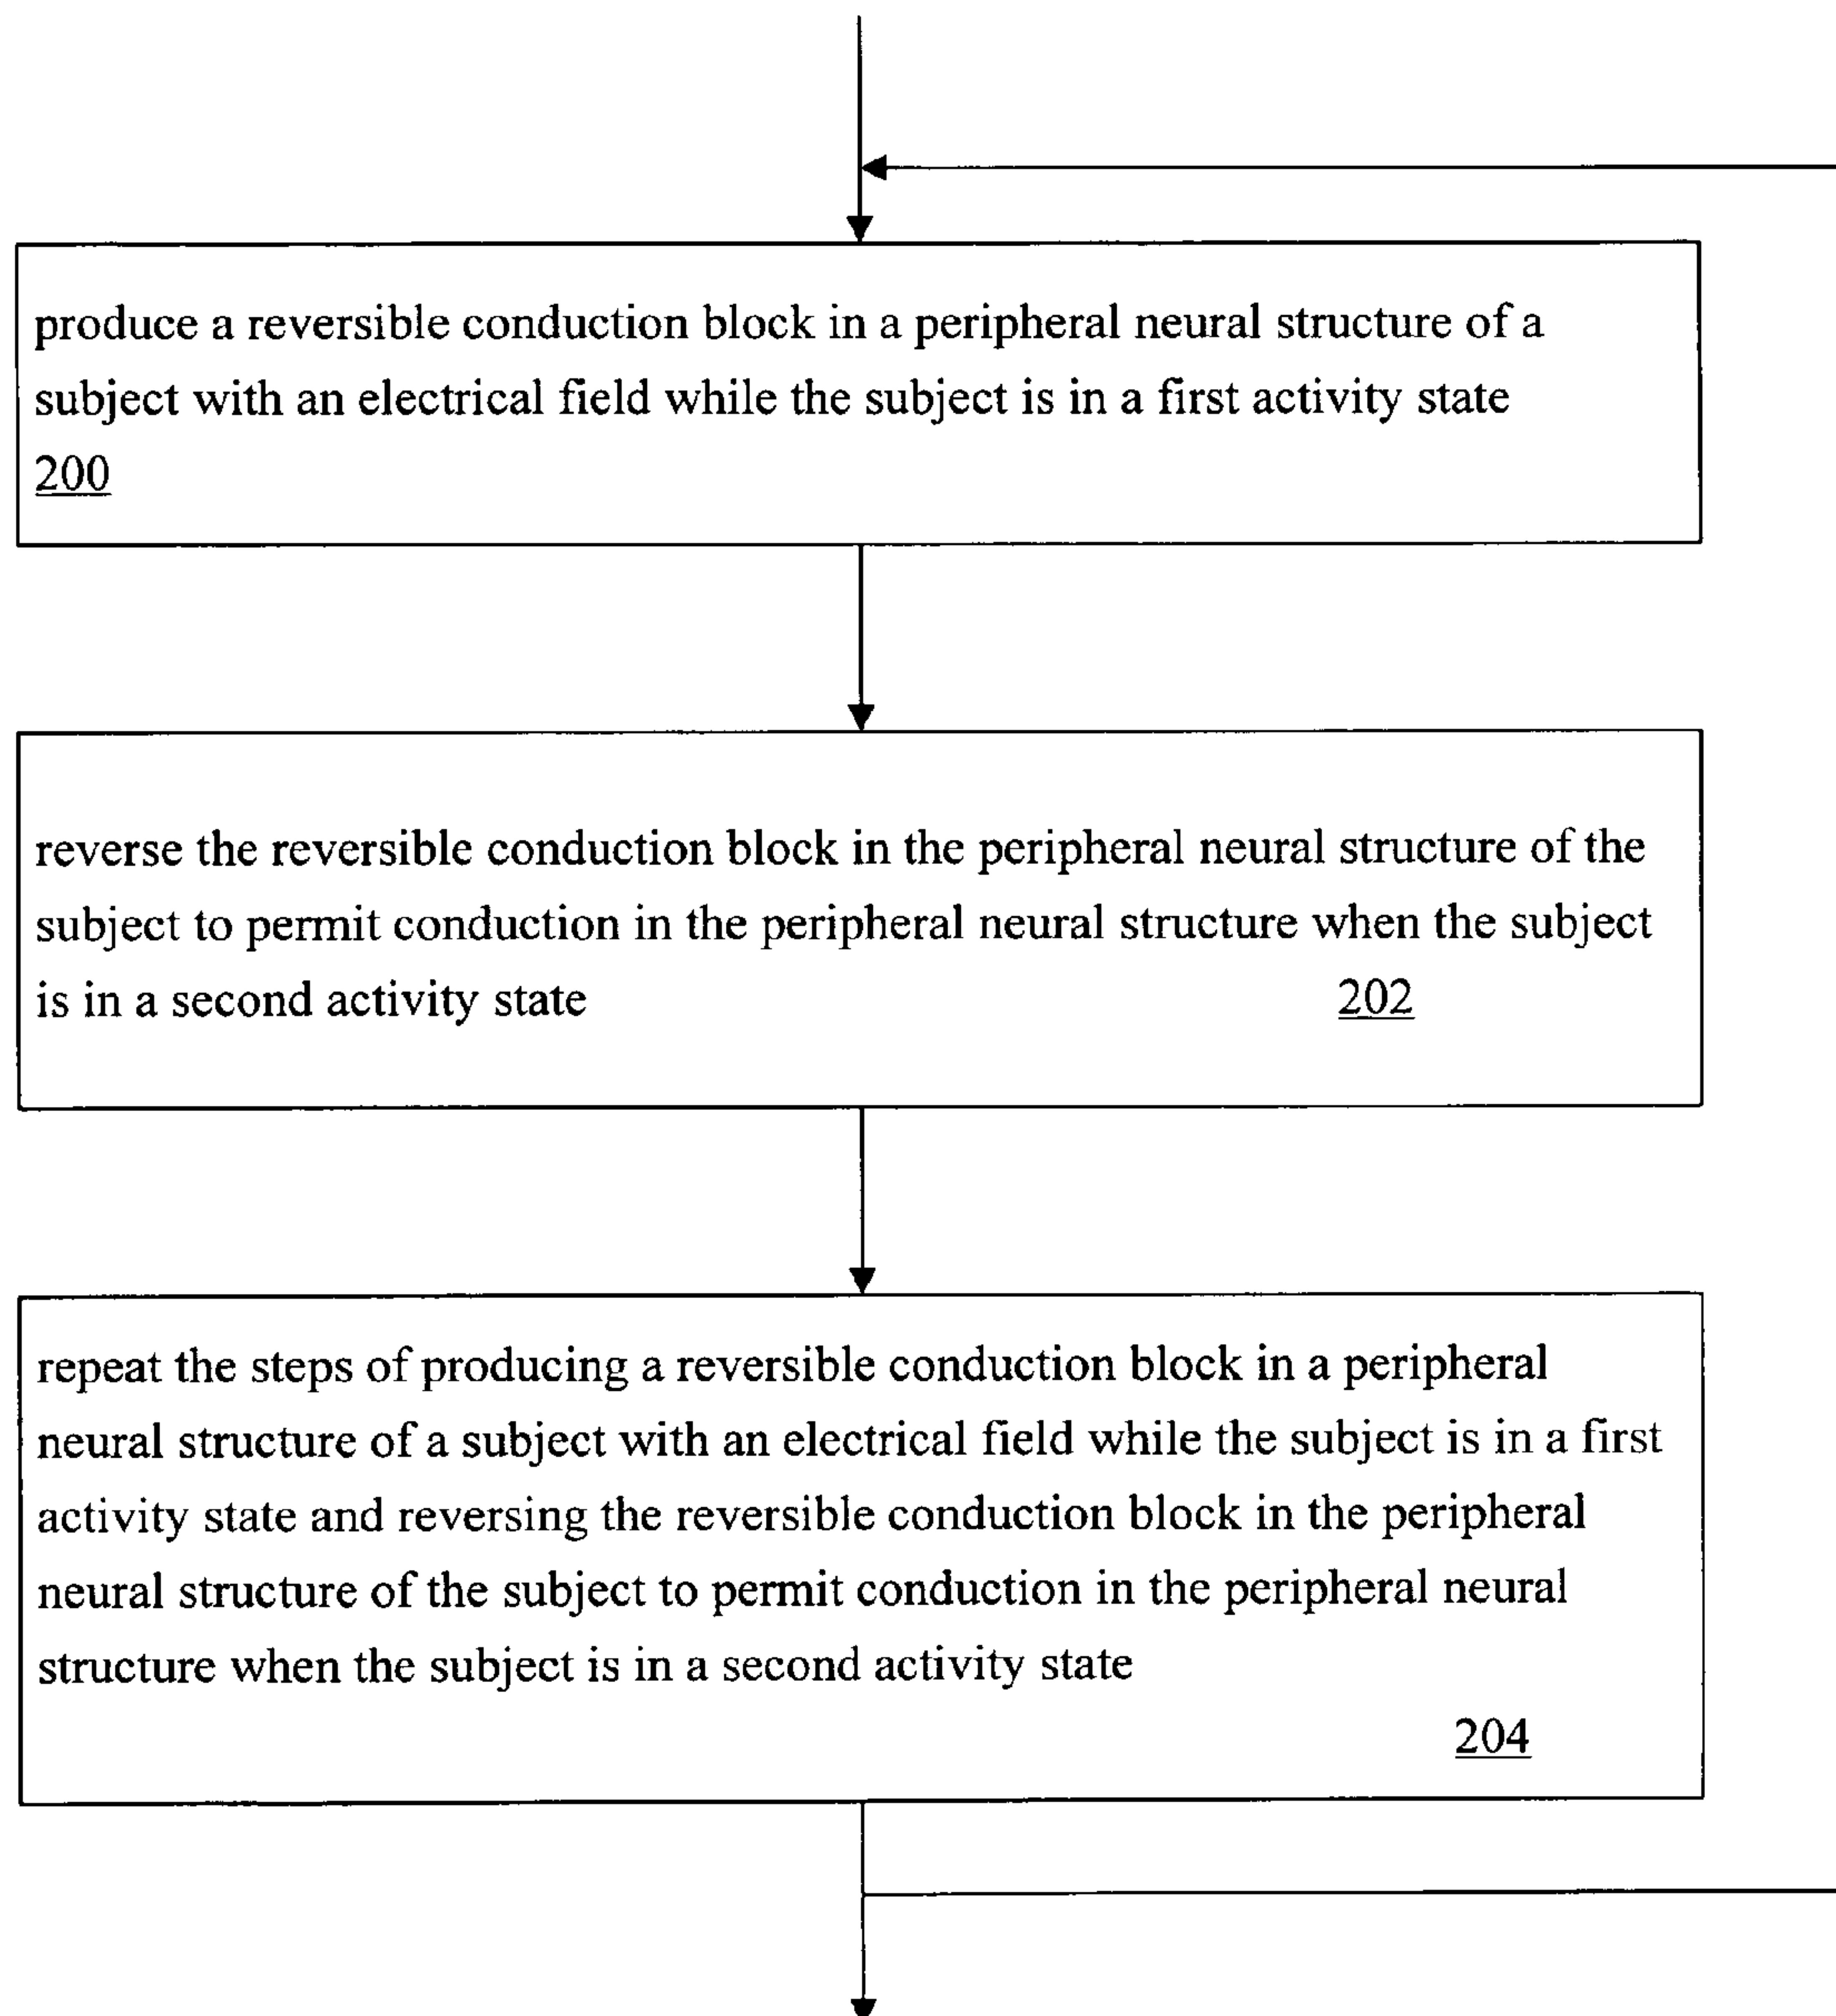 produce a reversible conduction block in a peripheral neural structure of a
subject with an electrical field while the subject is in a first activity state
200
reverse the reversible conduction block in the peripheral neural structure of the
subject to permit conduction in the peripheral neural structure when the subject
is in a second activity state 202
repeat the steps of producing a reversible conduction block in a peripheral
neural structure of a subject with an electrical field while the subject is in a first
activity state and reversing the reversible conduction block in the peripheral
neural structure of the subject to permit conduction in the peripheral neural
structure when the subject is in a second activity state
204